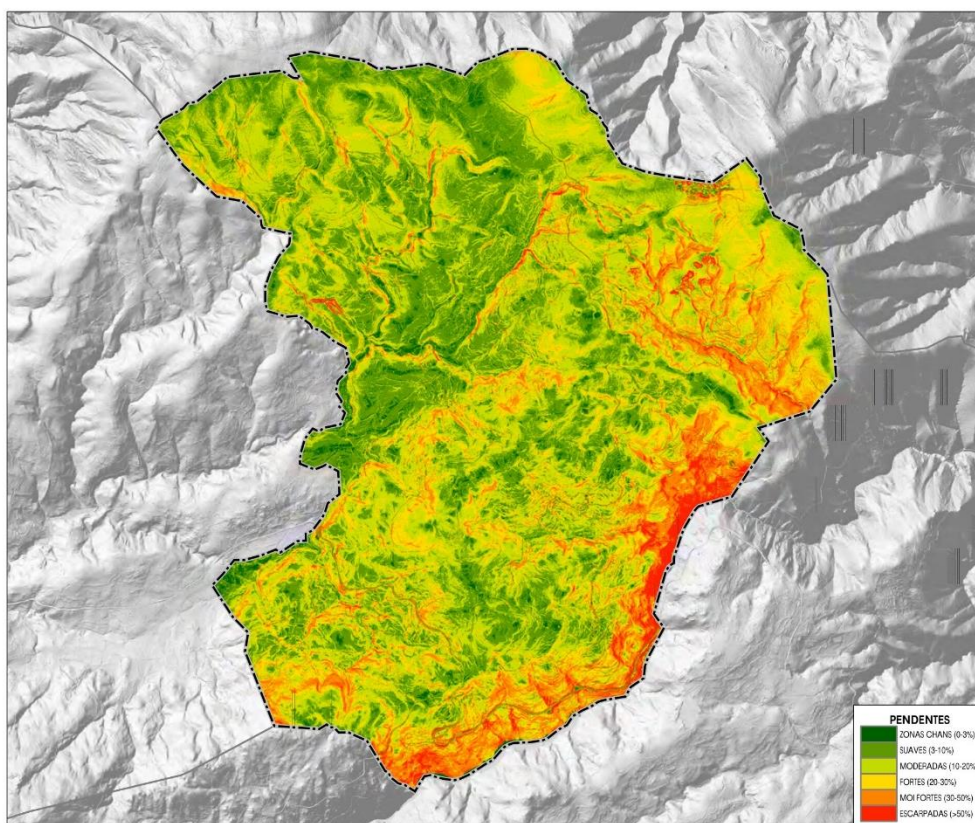 PENDENTES
ZONAS CHANS (0-3%)
SUAVES (3-10%)
MODERADAS (10-20%
FORTES (20-30%)
MOI FORTES (30-50%)
ESCARPADAS (>50%)